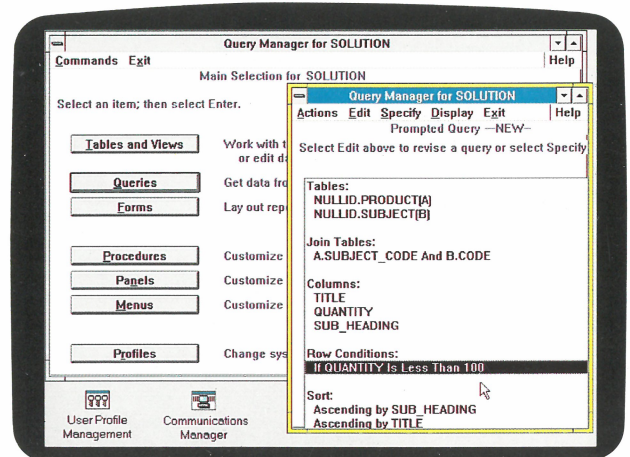 Query Manager for SOLUTION
Commands Exit Help
Main Selection for SOLUTION
Select an item; then select Enter.
Tables and Views Work with t
or edit da
Queries Get data fro
Forms Lay out repo
Procedures Customize
Panels Customize
Menus Customize
Profiles Change sys
User Profile
Management
Communications
Manager
Query Manager for SOLUTION
Actions Edit Specify Display Exit Help
Prompted Query —NEW—
Select Edit above to revise a query or select Specify
Tables:
NULLID.PRODUCT(A)
NULLID.SUBJECT(B)
Join Tables:
A.SUBJECT_CODE And B.CODE
Columns:
TITLE
QUANTITY
SUB_HEADING
Row Conditions:
If QUANTITY Is Less Than 100
Sort:
Ascending by SUB_HEADING
Ascending by TITLE